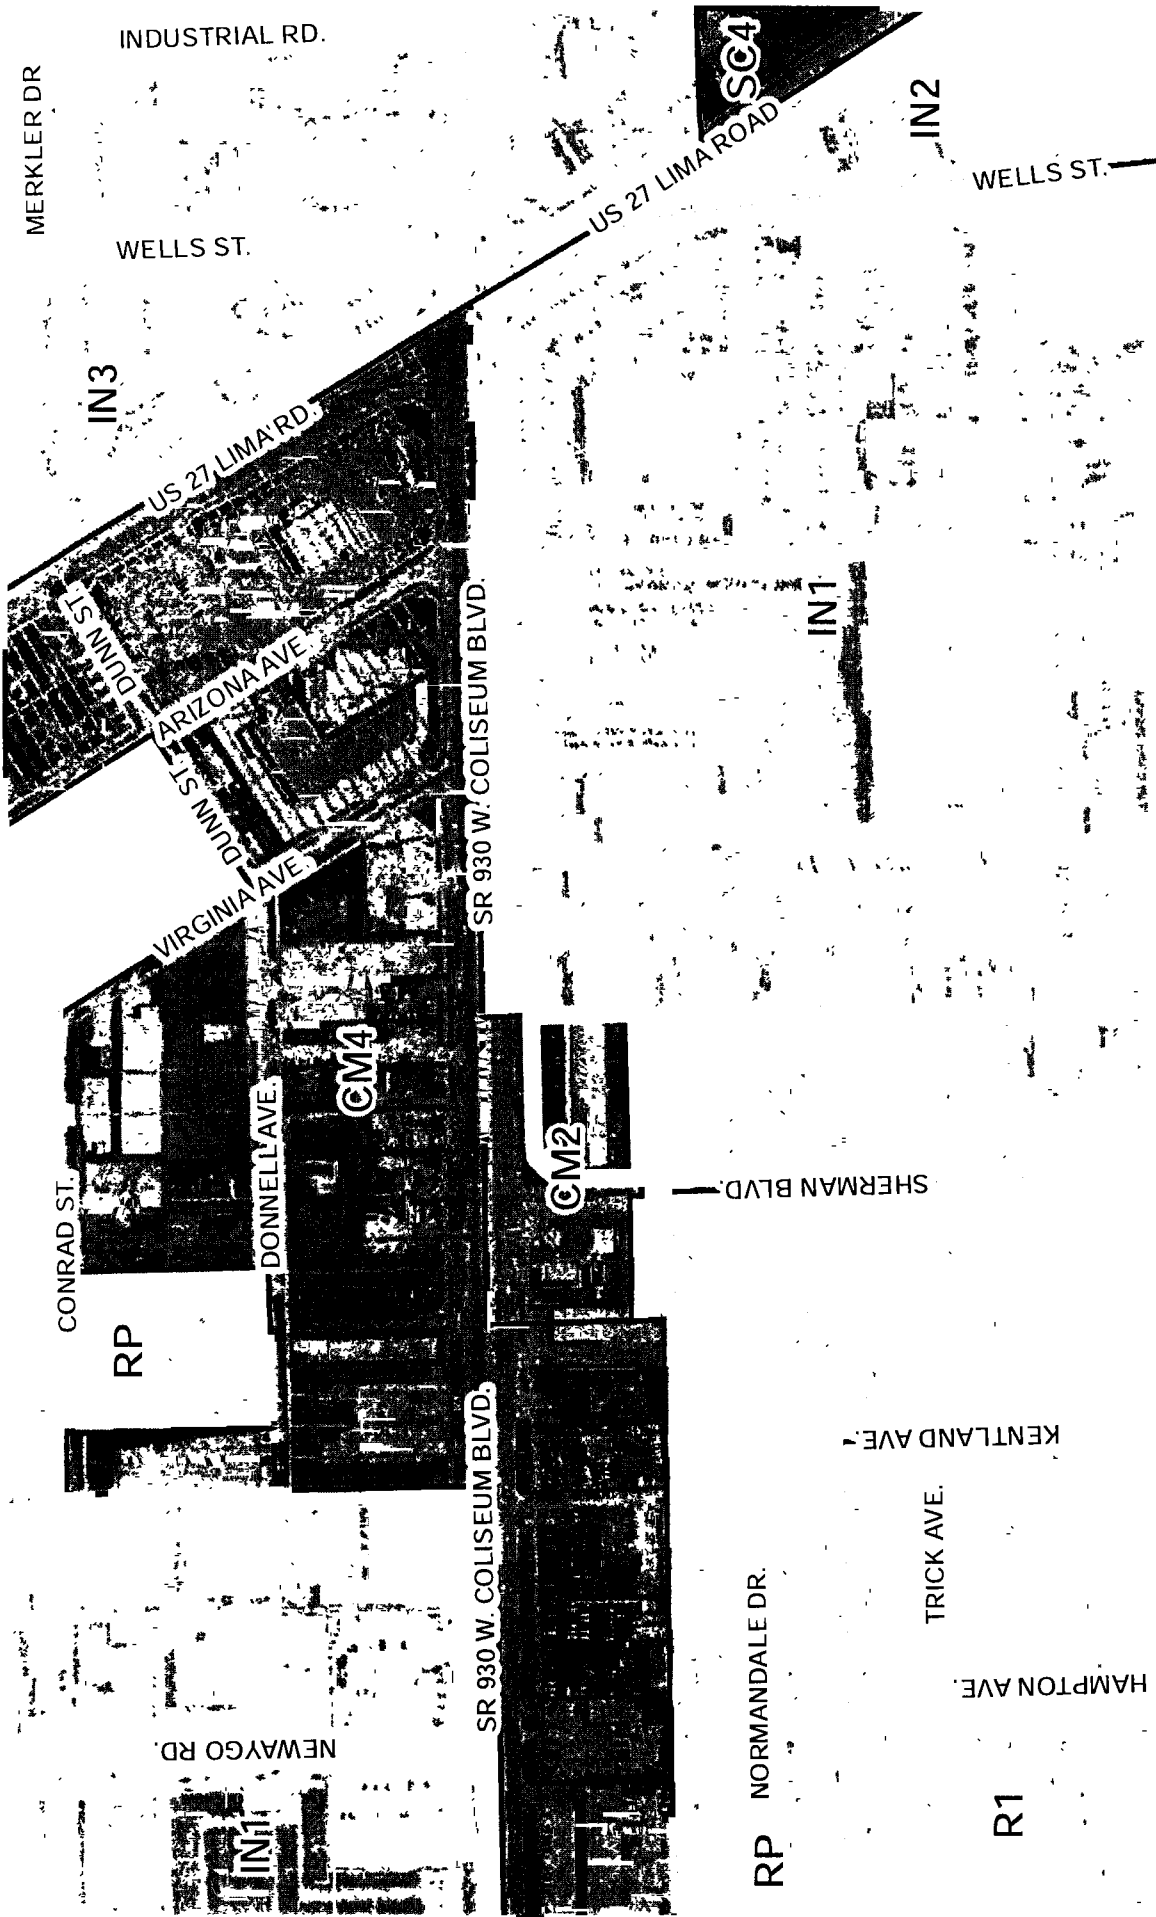 INDUSTRIAL RD.
MERKLER DR
SC4
IN2
US 27 LIMA ROAD
WELLS ST.
WELLS ST.
IN3
US 27 LIMA RD.
DUNN ST.
ARIZONA AVE.
DUNN ST.
VIRGINIA AVE.
SR 930 W. COLISEUM BLVD.
IN1
CM4
CM2
DONNELL AVE.
CONRAD ST.
SHERMAN BLVD.
RP
SR 930 W. COLISEUM BLVD.
KENTLAND AVE.
TRICK AVE.
NORMANDALE DR.
HAMPTON AVE.
NEWAYGO RD.
IN1
RP
R1